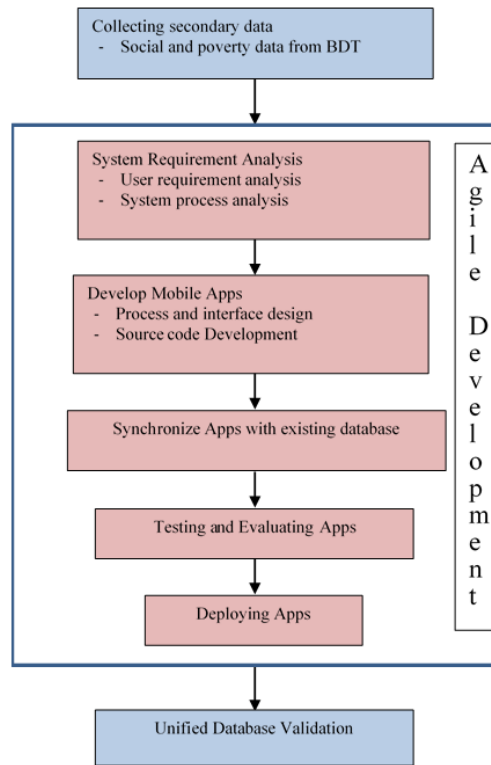 Collecting secondary data
- Social and poverty data from BDT
System Requirement Analysis
- User requirement analysis
- System process analysis
Develop Mobile Apps
- Process and interface design
- Source code Development
Synchronize Apps with existing database
Testing and Evaluating Apps
Deploying Apps
Agile Development
Unified Database Validation